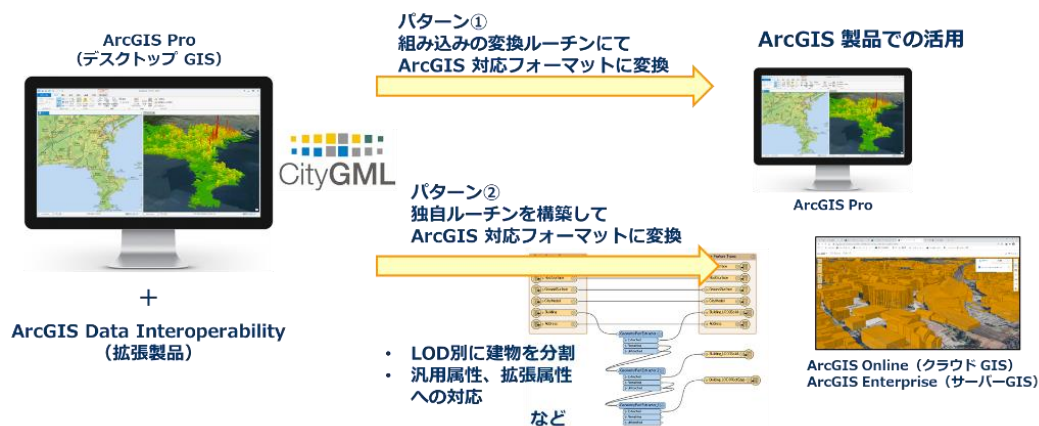 ArcGIS Pro
（デスクトップ GIS）
CityGML
+
ArcGIS Data Interoperability
（拡張製品）
パターン①
組み込みの変換ルーチンにて
ArcGIS 対応フォーマットに変換
パターン②
独自ルーチンを構築して
ArcGIS 対応フォーマットに変換
• LOD別に建物を分割
• 汎用属性、拡張属性
への対応
など
ArcGIS 製品での活用
ArcGIS Pro
ArcGIS Online（クラウド GIS）
ArcGIS Enterprise（サーバーGIS）